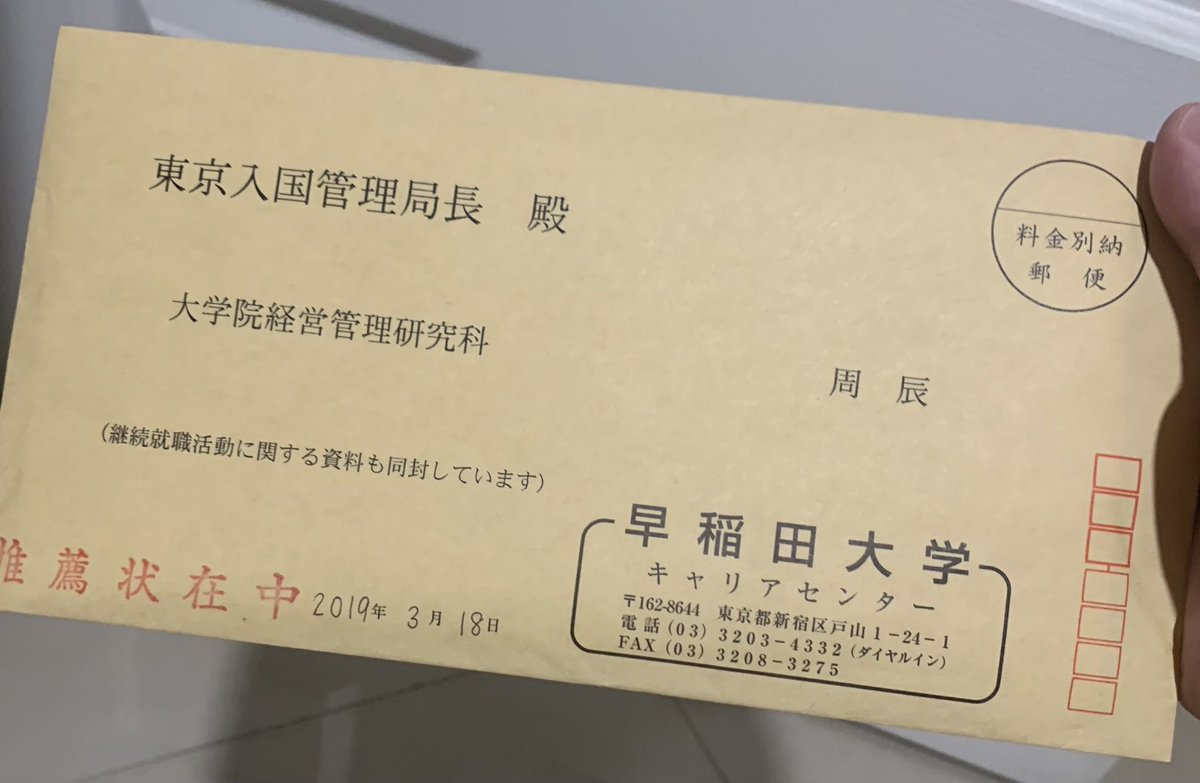 東京入国管理局長　殿
料金別納
郵　便
大学院経営管理研究科
周　辰
（継続就職活動に関する資料も同封しています）
推薦状在中 2019年 3月 18日
早稲田大学
キャリアセンター
〒162-8644　東京都新宿区戸山1－24－1
電話（03）3203－4332（ダイヤルイン）
FAX（03）3208－3275